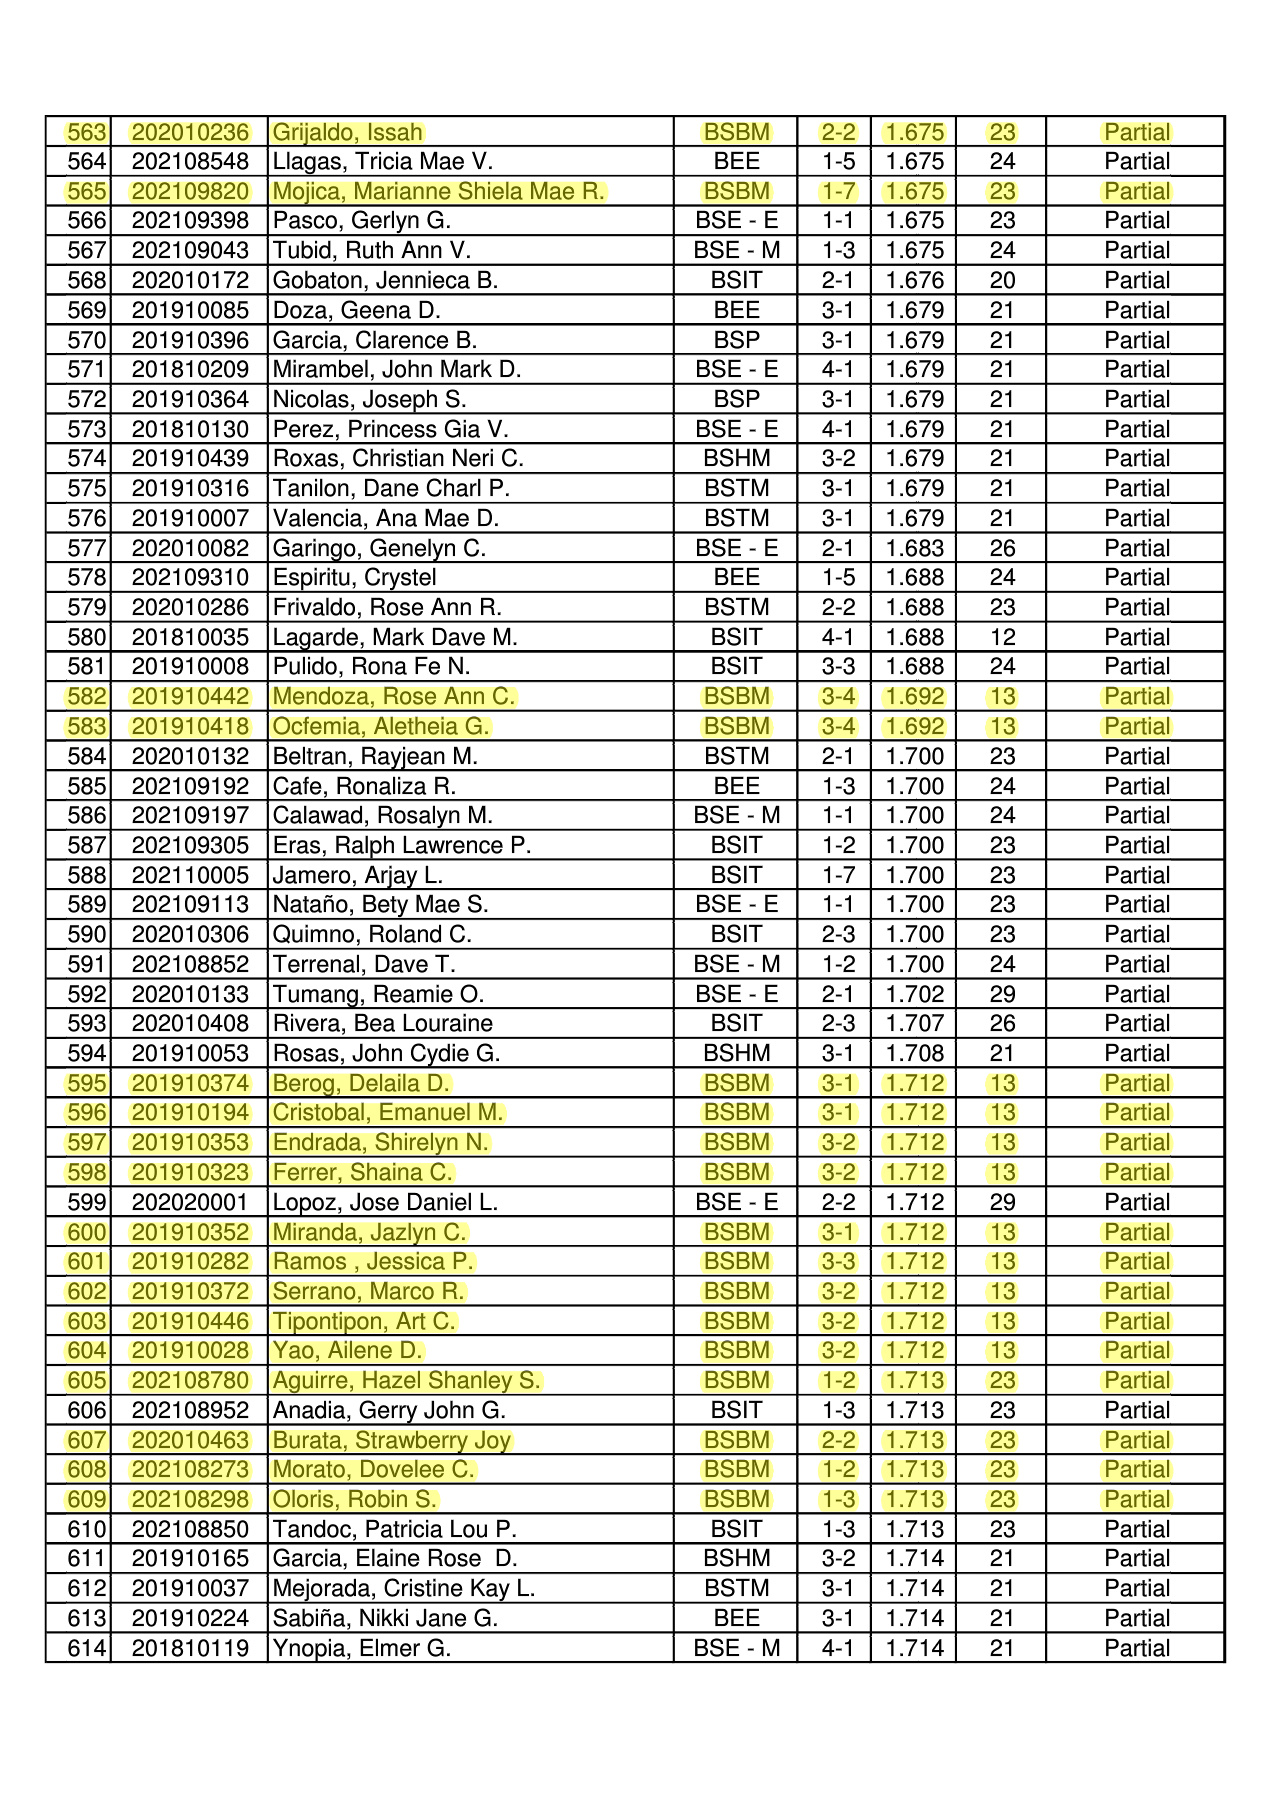 563 202010236 Grijaldo, Issah BSBM 2-2 1.675 23 Partial
564 202108548 Llagas, Tricia Mae V. BEE 1-5 1.675 24 Partial
565 202109820 Mojica, Marianne Shiela Mae R. BSBM 1-7 1.675 23 Partial
566 202109398 Pasco, Gerlyn G. BSE - E 1-1 1.675 23 Partial
567 202109043 Tubid, Ruth Ann V. BSE - M 1-3 1.675 24 Partial
568 202010172 Gobaton, Jennieca B. BSIT 2-1 1.676 20 Partial
569 201910085 Doza, Geena D. BEE 3-1 1.679 21 Partial
570 201910396 Garcia, Clarence B. BSP 3-1 1.679 21 Partial
571 201810209 Mirambel, John Mark D. BSE - E 4-1 1.679 21 Partial
572 201910364 Nicolas, Joseph S. BSP 3-1 1.679 21 Partial
573 201810130 Perez, Princess Gia V. BSE - E 4-1 1.679 21 Partial
574 201910439 Roxas, Christian Neri C. BSHM 3-2 1.679 21 Partial
575 201910316 Tanilon, Dane Charl P. BSTM 3-1 1.679 21 Partial
576 201910007 Valencia, Ana Mae D. BSTM 3-1 1.679 21 Partial
577 202010082 Garingo, Genelyn C. BSE - E 2-1 1.683 26 Partial
578 202109310 Espiritu, Crystel BEE 1-5 1.688 24 Partial
579 202010286 Frivaldo, Rose Ann R. BSTM 2-2 1.688 23 Partial
580 201810035 Lagarde, Mark Dave M. BSIT 4-1 1.688 12 Partial
581 201910008 Pulido, Rona Fe N. BSIT 3-3 1.688 24 Partial
582 201910442 Mendoza, Rose Ann C. BSBM 3-4 1.692 13 Partial
583 201910418 Ocfemia, Aletheia G. BSBM 3-4 1.692 13 Partial
584 202010132 Beltran, Rayjean M. BSTM 2-1 1.700 23 Partial
585 202109192 Cafe, Ronaliza R. BEE 1-3 1.700 24 Partial
586 202109197 Calawad, Rosalyn M. BSE - M 1-1 1.700 24 Partial
587 202109305 Eras, Ralph Lawrence P. BSIT 1-2 1.700 23 Partial
588 202110005 Jamero, Arjay L. BSIT 1-7 1.700 23 Partial
589 202109113 Nataño, Bety Mae S. BSE - E 1-1 1.700 23 Partial
590 202010306 Quimno, Roland C. BSIT 2-3 1.700 23 Partial
591 202108852 Terrenal, Dave T. BSE - M 1-2 1.700 24 Partial
592 202010133 Tumang, Reamie O. BSE - E 2-1 1.702 29 Partial
593 202010408 Rivera, Bea Louraine BSIT 2-3 1.707 26 Partial
594 201910053 Rosas, John Cydie G. BSHM 3-1 1.708 21 Partial
595 201910374 Berog, Delaila D. BSBM 3-1 1.712 13 Partial
596 201910194 Cristobal, Emanuel M. BSBM 3-1 1.712 13 Partial
597 201910353 Endrada, Shirelyn N. BSBM 3-2 1.712 13 Partial
598 201910323 Ferrer, Shaina C. BSBM 3-2 1.712 13 Partial
599 202020001 Lopoz, Jose Daniel L. BSE - E 2-2 1.712 29 Partial
600 201910352 Miranda, Jazlyn C. BSBM 3-1 1.712 13 Partial
601 201910282 Ramos , Jessica P. BSBM 3-3 1.712 13 Partial
602 201910372 Serrano, Marco R. BSBM 3-2 1.712 13 Partial
603 201910446 Tipontipon, Art C. BSBM 3-2 1.712 13 Partial
604 201910028 Yao, Ailene D. BSBM 3-2 1.712 13 Partial
605 202108780 Aguirre, Hazel Shanley S. BSBM 1-2 1.713 23 Partial
606 202108952 Anadia, Gerry John G. BSIT 1-3 1.713 23 Partial
607 202010463 Burata, Strawberry Joy BSBM 2-2 1.713 23 Partial
608 202108273 Morato, Dovelee C. BSBM 1-2 1.713 23 Partial
609 202108298 Oloris, Robin S. BSBM 1-3 1.713 23 Partial
610 202108850 Tandoc, Patricia Lou P. BSIT 1-3 1.713 23 Partial
611 201910165 Garcia, Elaine Rose  D. BSHM 3-2 1.714 21 Partial
612 201910037 Mejorada, Cristine Kay L. BSTM 3-1 1.714 21 Partial
613 201910224 Sabiña, Nikki Jane G. BEE 3-1 1.714 21 Partial
614 201810119 Ynopia, Elmer G. BSE - M 4-1 1.714 21 Partial